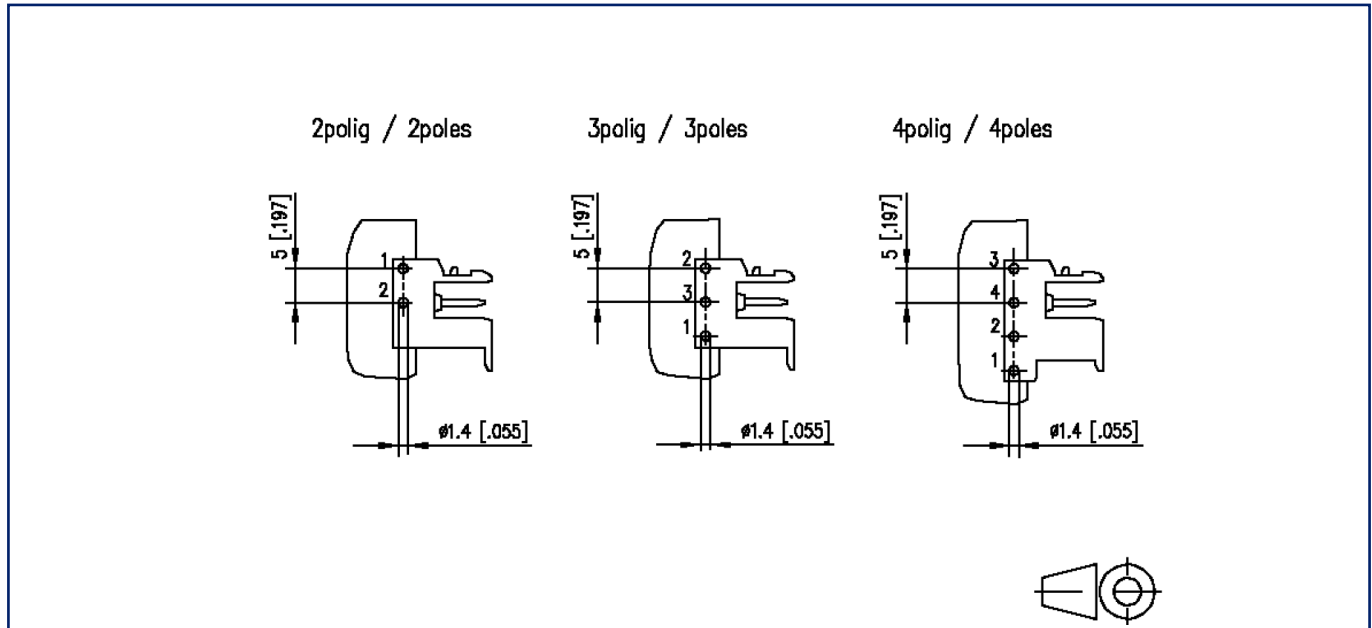 2polig / 2poles
3polig / 3poles
4polig / 4poles
5 [.197]
1
2
ø1.4 [.055]
5 [.197]
2
3
1
ø1.4 [.055]
5 [.197]
3
4
2
1
ø1.4 [.055]